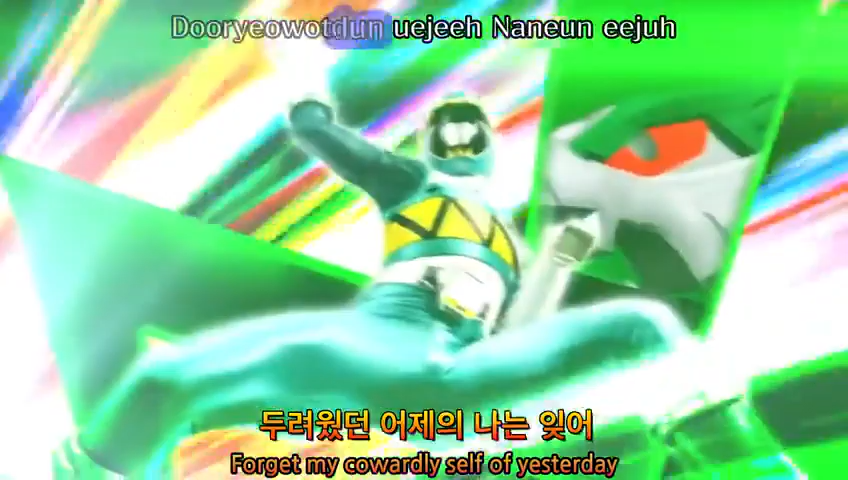 Dooryeowotdun uejeeh Naneun eejuh
두려웠던 어제의 나는 잊어
Forget my cowardly self of yesterday